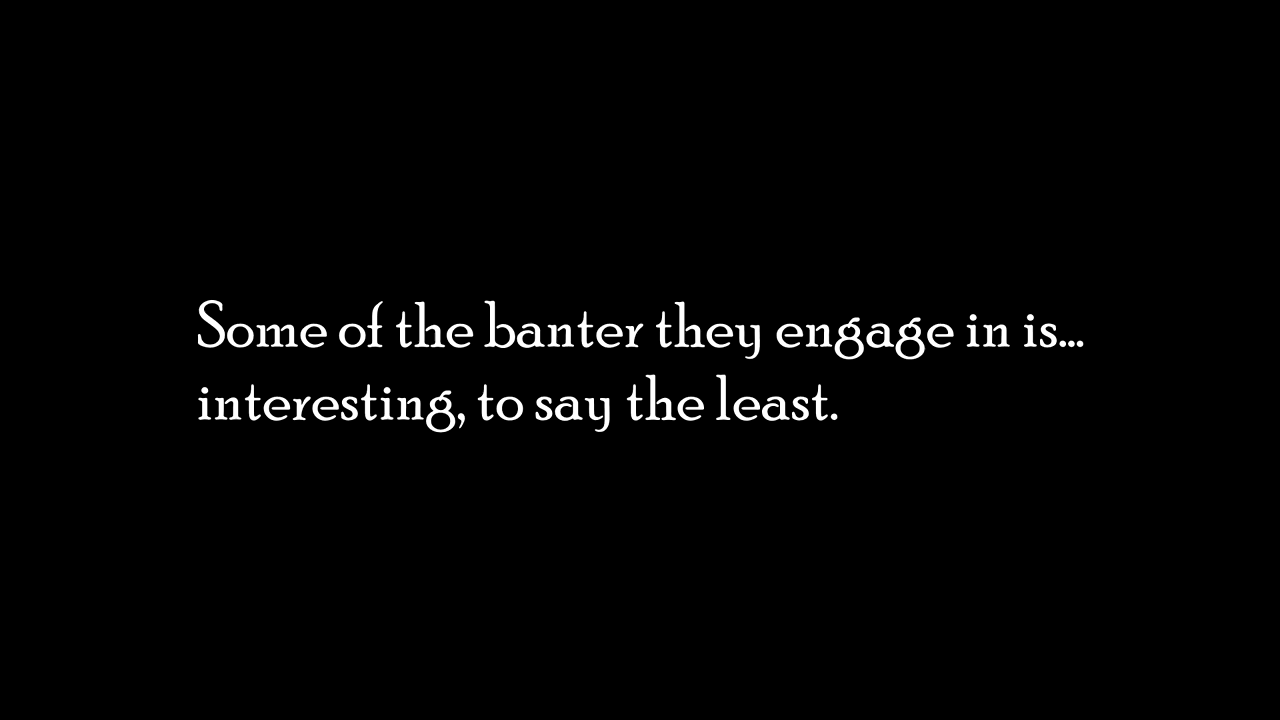 Some of the banter they engage in is...
interesting, to say the least.